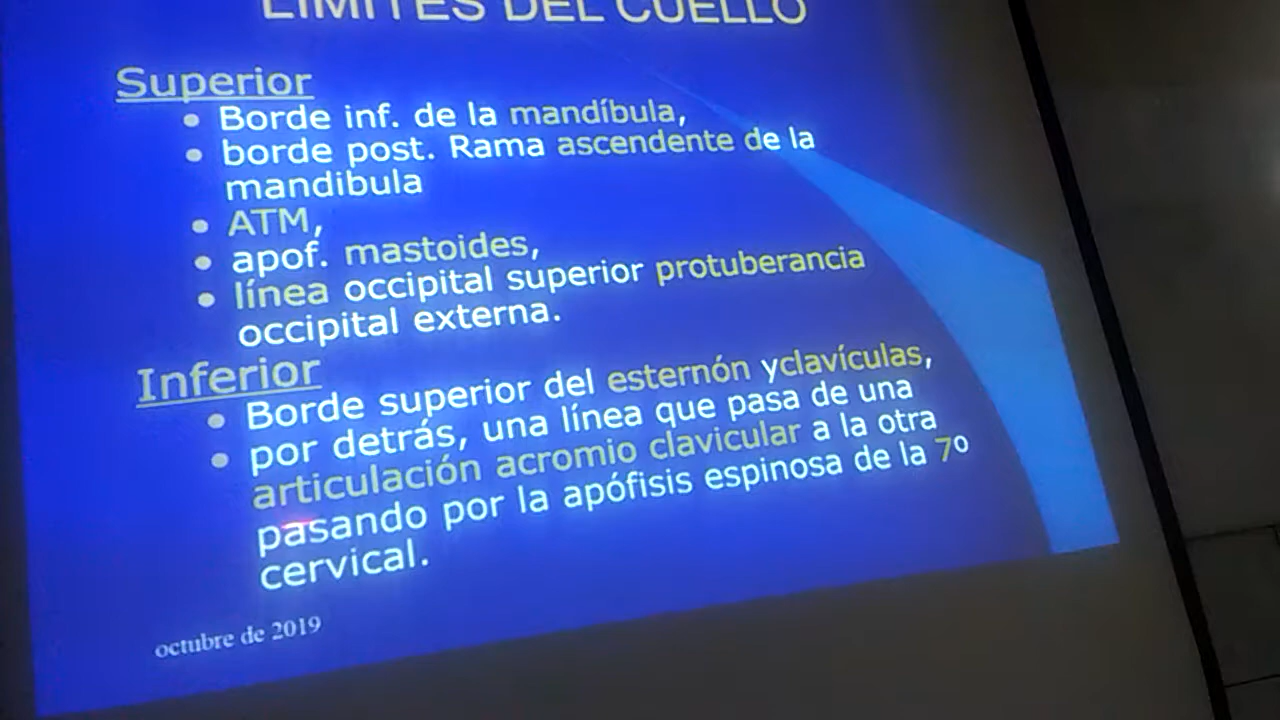 LIMITES DEL CUELLO
Superior
• Borde inf. de la mandíbula,
• borde post. Rama ascendente de la
mandibula
• ATM,
• apof. mastoides,
• línea occipital superior protuberancia
occipital externa.
Inferior
• Borde superior del esternón yclavículas,
• por detrás, una línea que pasa de una
articulación acromio clavicular a la otra
pasando por la apófisis espinosa de la 7º
cervical.
octubre de 2019